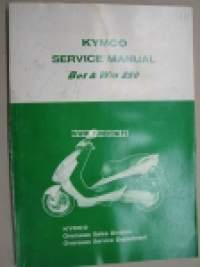 KYMCO
SERVICE MANUAL
Bet & Win 250
KYMCO
Overseas Sales Division
Overseas Service Department